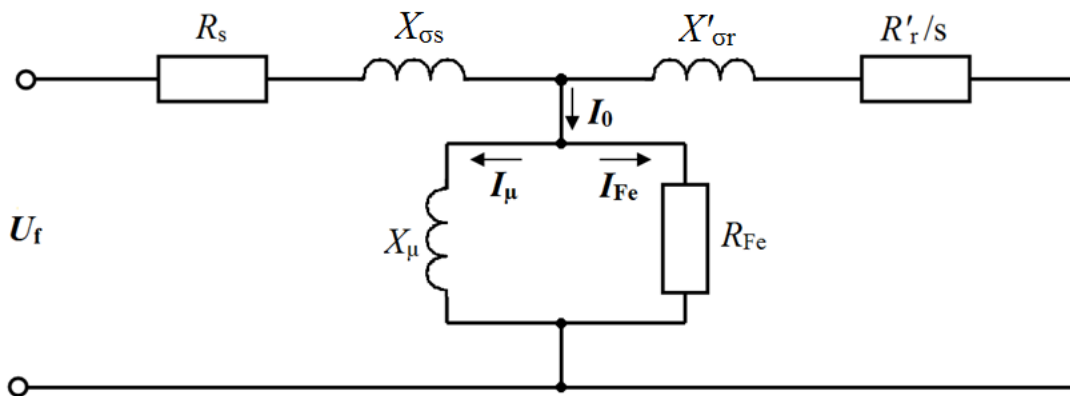 Rs
Xσs
X′σr
R′r/s
I0
Iμ
IFe
Uf
Xμ
RFe